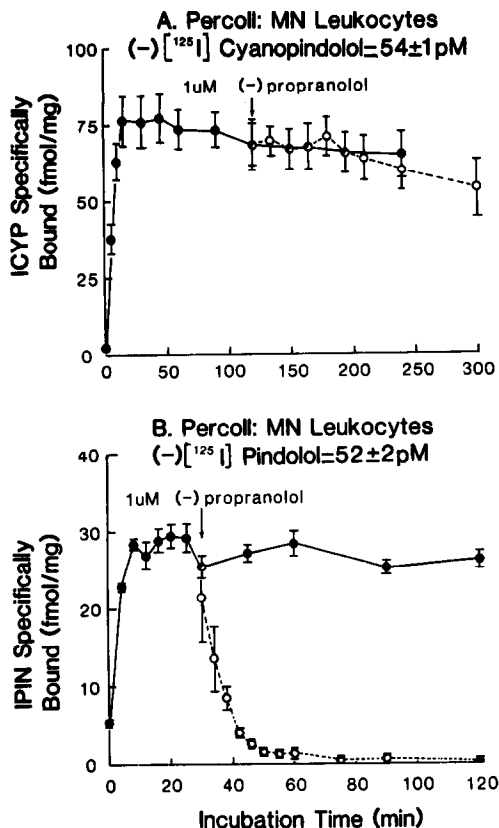 A. Percoll: MN Leukocytes
(-)[¹²⁵I] Cyanopindolol=54±1pM
1uM (-) propranolol
ICYP Specifically
Bound (fmol/mg)
100
75
50
25
0
0 50 100 150 200 250 300
B. Percoll: MN Leukocytes
(-)[¹²⁵I] Pindolol=52±2pM
1uM (-) propranolol
IPIN Specifically
Bound (fmol/mg)
40
30
20
10
0
0 20 40 60 80 100 120
Incubation Time (min)